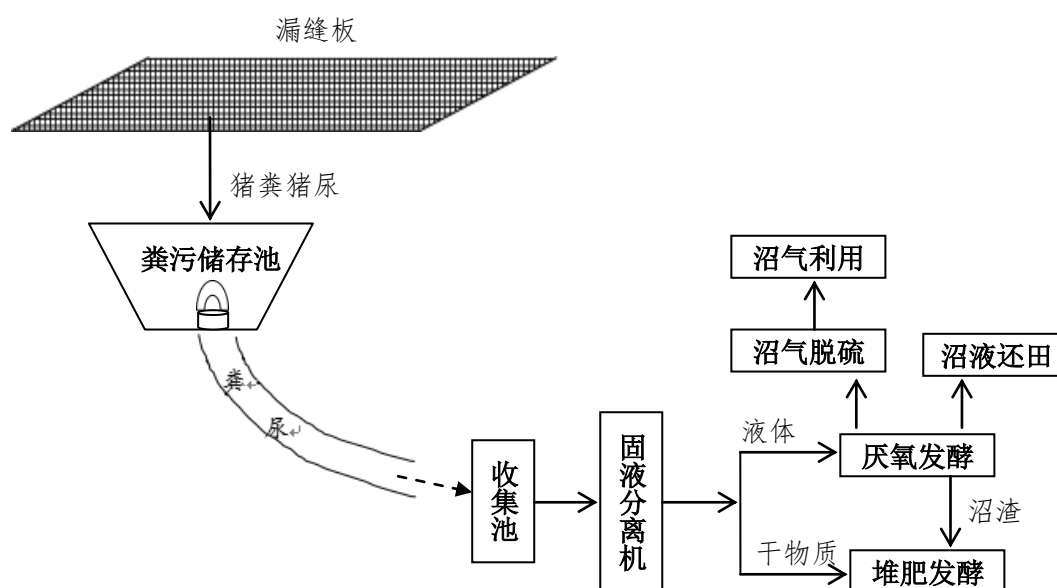 漏缝板
猪粪猪尿
粪污储存池
粪↵
尿↵
收集池
固液分离机
液体
干物质
厌氧发酵
沼渣
堆肥发酵
沼气脱硫
沼气利用
沼液还田